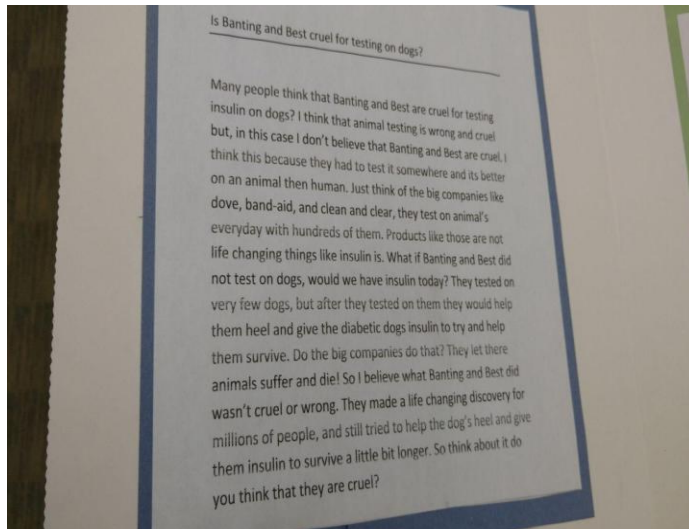 Is Banting and Best cruel for testing on dogs?
Many people think that Banting and Best are cruel for testing
insulin on dogs? I think that animal testing is wrong and cruel
but, in this case I don't believe that Banting and Best are cruel. I
think this because they had to test it somewhere and its better
on an animal then human. Just think of the big companies like
dove, band-aid, and clean and clear, they test on animal's
everyday with hundreds of them. Products like those are not
life changing things like insulin is. What if Banting and Best did
not test on dogs, would we have insulin today? They tested on
very few dogs, but after they tested on them they would help
them heel and give the diabetic dogs insulin to try and help
them survive. Do the big companies do that? They let there
animals suffer and die! So I believe what Banting and Best did
wasn't cruel or wrong. They made a life changing discovery for
millions of people, and still tried to help the dog's heel and give
them insulin to survive a little bit longer. So think about it do
you think that they are cruel?